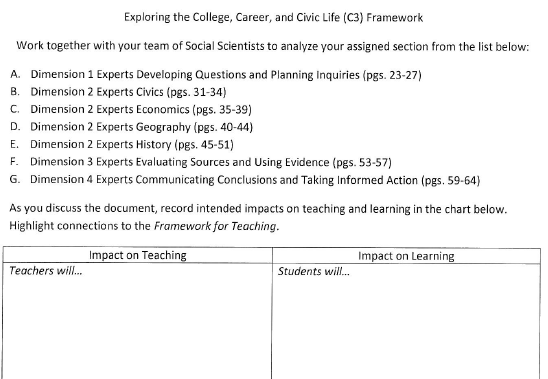 Exploring the College, Career, and Civic Life (C3) Framework
Work together with your team of Social Scientists to analyze your assigned section from the list below:
A. Dimension 1 Experts Developing Questions and Planning Inquiries (pgs. 23-27)
B. Dimension 2 Experts Civics (pgs. 31-34)
C. Dimension 2 Experts Economics (pgs. 35-39)
D. Dimension 2 Experts Geography (pgs. 40-44)
E. Dimension 2 Experts History (pgs. 45-51)
F. Dimension 3 Experts Evaluating Sources and Using Evidence (pgs. 53-57)
G. Dimension 4 Experts Communicating Conclusions and Taking Informed Action (pgs. 59-64)
As you discuss the document, record intended impacts on teaching and learning in the chart below.
Highlight connections to the Framework for Teaching.
Impact on Teaching
Impact on Learning
Teachers will...
Students will...